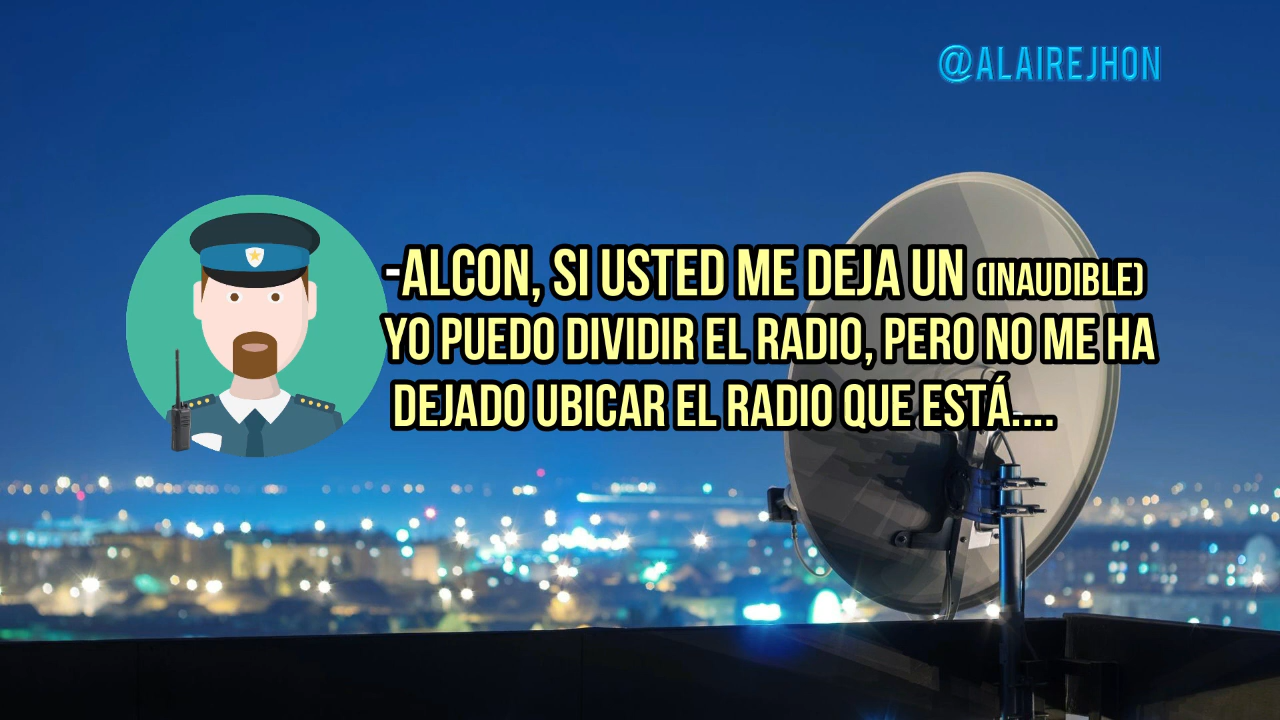 @ALAIREJHON
-ALCON, SI USTED ME DEJA UN (INAUDIBLE)
YO PUEDO DIVIDIR EL RADIO, PERO NO ME HA
DEJADO UBICAR EL RADIO QUE ESTÁ....